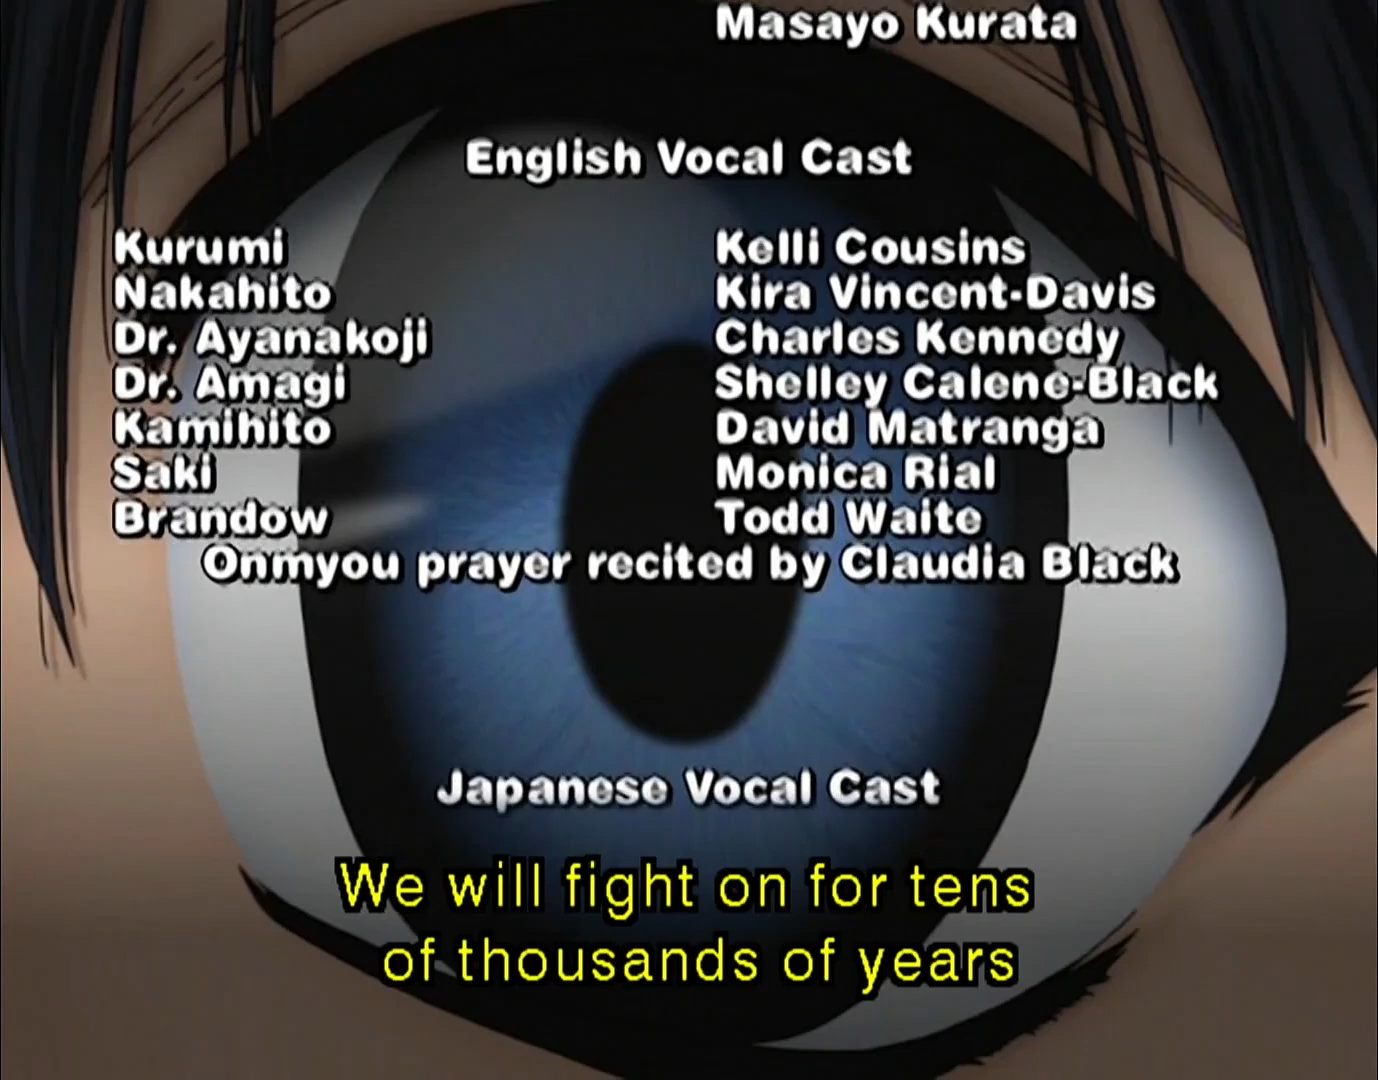 Masayo Kurata
English Vocal Cast
Kurumi Kelli Cousins
Nakahito Kira Vincent-Davis
Dr. Ayanakoji Charles Kennedy
Dr. Amagi Shelley Calene-Black
Kamihito David Matranga
Saki Monica Rial
Brandow Todd Waite
Onmyou prayer recited by Claudia Black
Japanese Vocal Cast
We will fight on for tens
of thousands of years